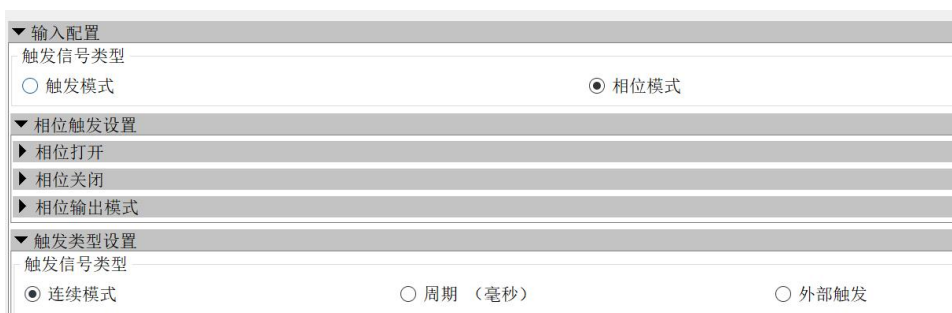 输入配置
触发信号类型
触发模式 相位模式
相位触发设置
相位打开
相位关闭
相位输出模式
触发类型设置
触发信号类型
连续模式 周期 （毫秒） 外部触发